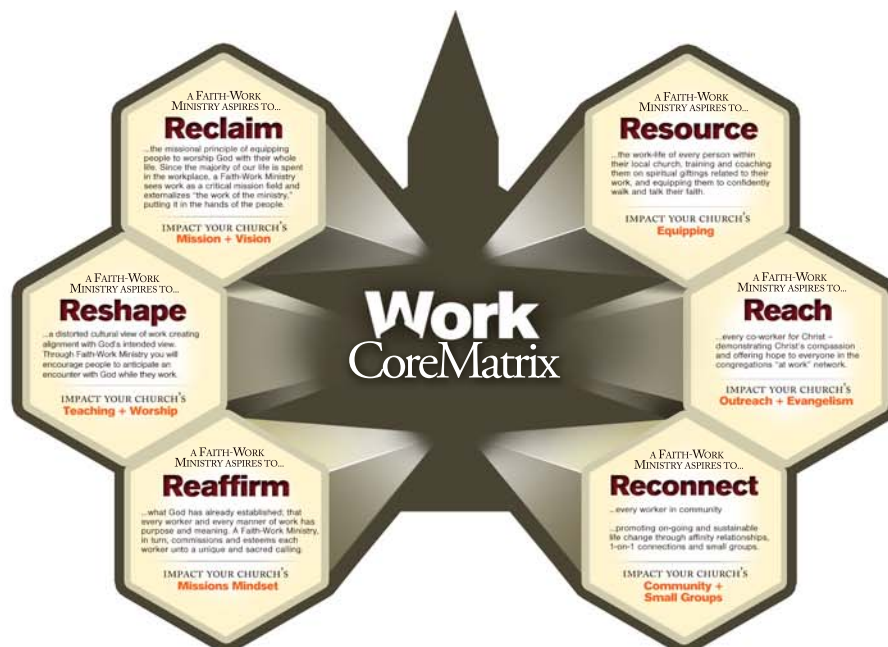 A FAITH-WORK
MINISTRY ASPIRES TO...
Reclaim
...the missional principle of equipping
people to worship God with their whole
life. Since the majority of our life is spent
in the workplace, a Faith-Work Ministry
sees work as a critical mission field and
externalizes "the work of the ministry,"
putting it in the hands of the people.
IMPACT YOUR CHURCH'S
Mission + Vision
A FAITH-WORK
MINISTRY ASPIRES TO...
Reshape
...a distorted cultural view of work creating
alignment with God's intended view.
Through Faith-Work Ministry you will
encourage people to anticipate an
encounter with God while they work.
IMPACT YOUR CHURCH'S
Teaching + Worship
A FAITH-WORK
MINISTRY ASPIRES TO...
Reaffirm
...what God has already established; that
every worker and every manner of work has
purpose and meaning. A Faith-Work Ministry,
in turn, commissions and esteems each
worker unto a unique and sacred calling.
IMPACT YOUR CHURCH'S
Missions Mindset
Work
CoreMatrix
A FAITH-WORK
MINISTRY ASPIRES TO...
Resource
...the work-life of every person within
their local church, training and coaching
them on spiritual giftings related to their
work, and equipping them to confidently
walk and talk their faith.
IMPACT YOUR CHURCH'S
Equipping
A FAITH-WORK
MINISTRY ASPIRES TO...
Reach
...every co-worker for Christ –
demonstrating Christ's compassion
and offering hope to everyone in the
congregations "at work" network.
IMPACT YOUR CHURCH'S
Outreach + Evangelism
A FAITH-WORK
MINISTRY ASPIRES TO...
Reconnect
...every worker in community
...promoting on-going and sustainable
life change through affinity relationships,
1-on-1 connections and small groups.
IMPACT YOUR CHURCH'S
Community +
Small Groups